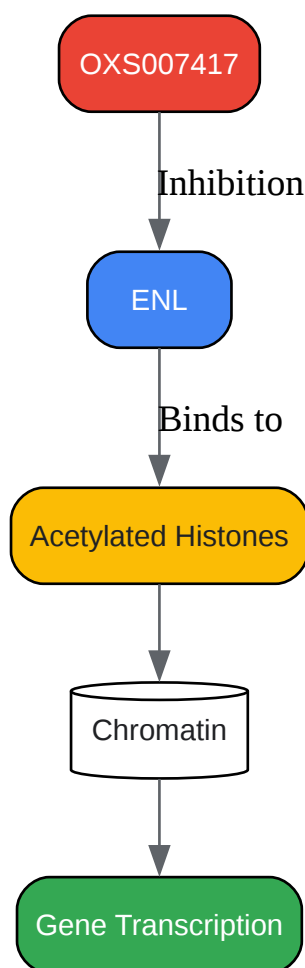 OXS007417
Inhibition
ENL
Binds to
Acetylated Histones
Chromatin
Gene Transcription